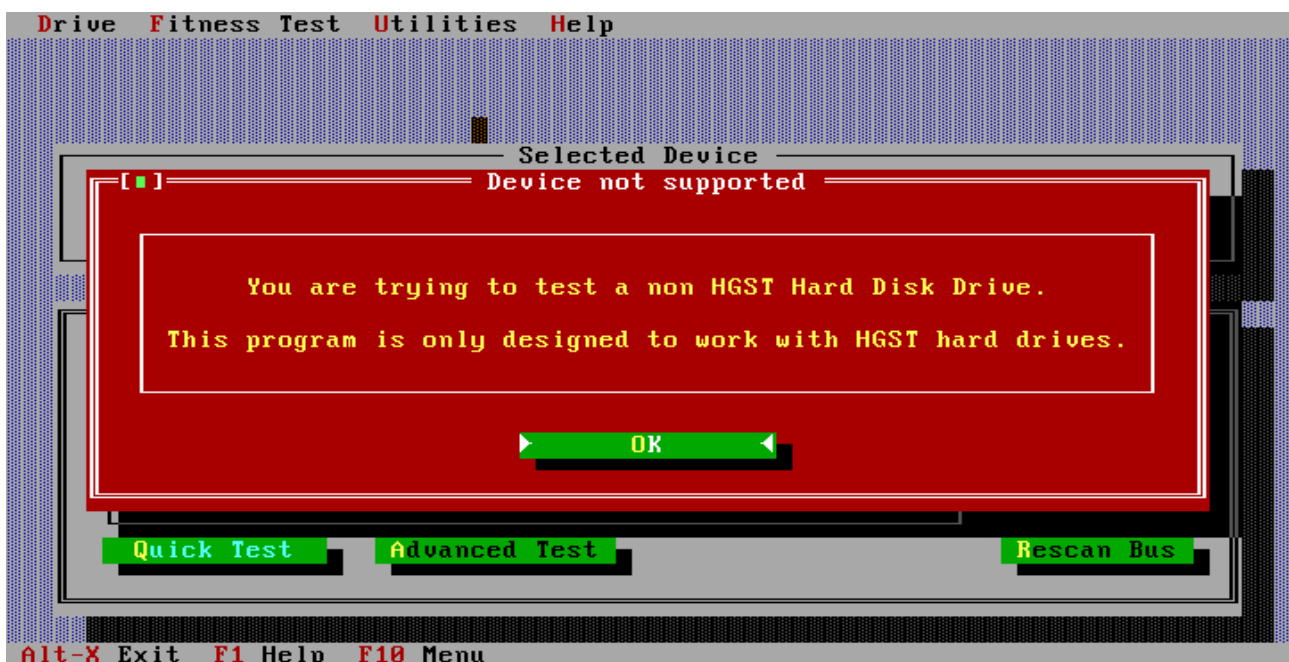 Drive Fitness Test Utilities Help
Selected Device
[■] Device not supported
You are trying to test a non HGST Hard Disk Drive.
This program is only designed to work with HGST hard drives.
OK
Quick Test Advanced Test Rescan Bus
Alt-X Exit F1 Help F10 Menu